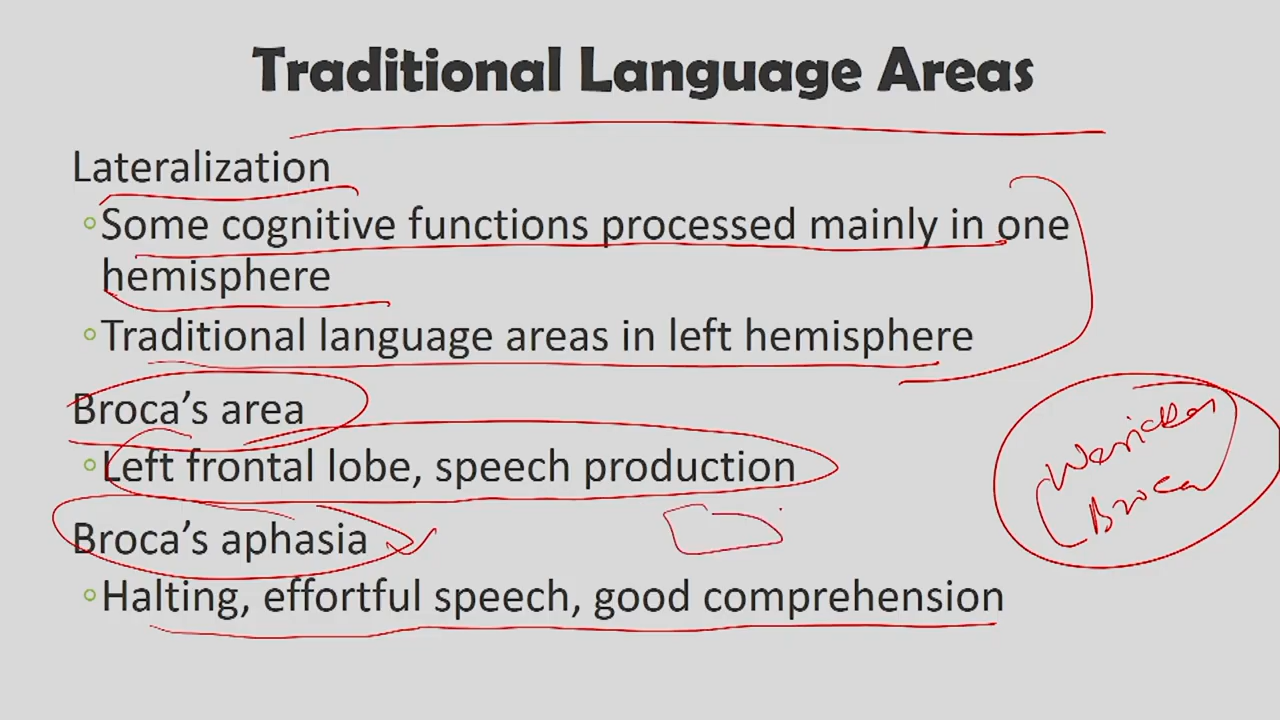 Traditional Language Areas
Lateralization
◦Some cognitive functions processed mainly in one
hemisphere
◦Traditional language areas in left hemisphere
Broca's area
◦Left frontal lobe, speech production
Broca's aphasia
◦Halting, effortful speech, good comprehension
Broca